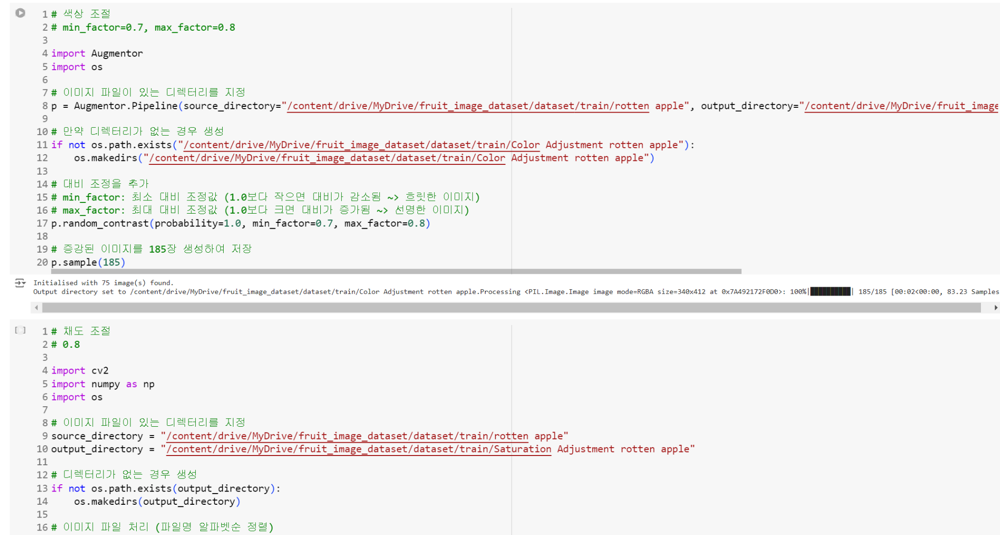 1 # 색상 조절
2 # min_factor=0.7, max_factor=0.8
3
4 import Augmentor
5 import os
6
7 # 이미지 파일이 있는 디렉터리를 지정
8 p = Augmentor.Pipeline(source_directory="/content/drive/MyDrive/fruit_image_dataset/dataset/train/rotten apple", output_directory="/content/drive/MyDrive/fruit_image
9
10 # 만약 디렉터리가 없는 경우 생성
11 if not os.path.exists("/content/drive/MyDrive/fruit_image_dataset/dataset/train/Color Adjustment rotten apple"):
12     os.makedirs("/content/drive/MyDrive/fruit_image_dataset/dataset/train/Color Adjustment rotten apple")
13
14 # 대비 조정을 추가
15 # min_factor: 최소 대비 조정값 (1.0보다 작으면 대비가 감소됨 ~> 흐릿한 이미지)
16 # max_factor: 최대 대비 조정값 (1.0보다 크면 대비가 증가됨 ~> 선명한 이미지)
17 p.random_contrast(probability=1.0, min_factor=0.7, max_factor=0.8)
18
19 # 증강된 이미지를 185장 생성하여 저장
20 p.sample(185)
Initialised with 75 image(s) found.
Output directory set to /content/drive/MyDrive/fruit_image_dataset/dataset/train/Color Adjustment rotten apple.Processing <PIL.Image.Image image mode=RGBA size=340x412 at 0x7A492172F0D0>: 100%|██████████| 185/185 [00:02<00:00, 83.23 Samples
[ ]
1 # 채도 조절
2 # 0.8
3
4 import cv2
5 import numpy as np
6 import os
7
8 # 이미지 파일이 있는 디렉터리를 지정
9 source_directory = "/content/drive/MyDrive/fruit_image_dataset/dataset/train/rotten apple"
10 output_directory = "/content/drive/MyDrive/fruit_image_dataset/dataset/train/Saturation Adjustment rotten apple"
11
12 # 디렉터리가 없는 경우 생성
13 if not os.path.exists(output_directory):
14     os.makedirs(output_directory)
15
16 # 이미지 파일 처리 (파일명 알파벳순 정렬)